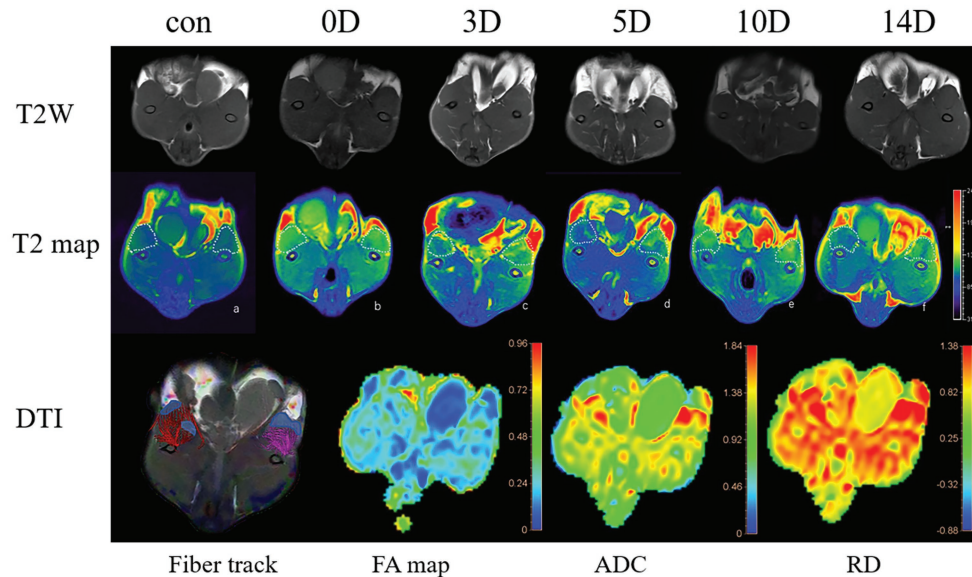 con 0D 3D 5D 10D 14D
T2W
T2 map
a b c d e f
DTI
0.96 0.72 0.48 0.24 0
1.84 1.38 0.92 0.46 0
1.38 0.25 -0.32 -0.88
Fiber track FA map ADC RD